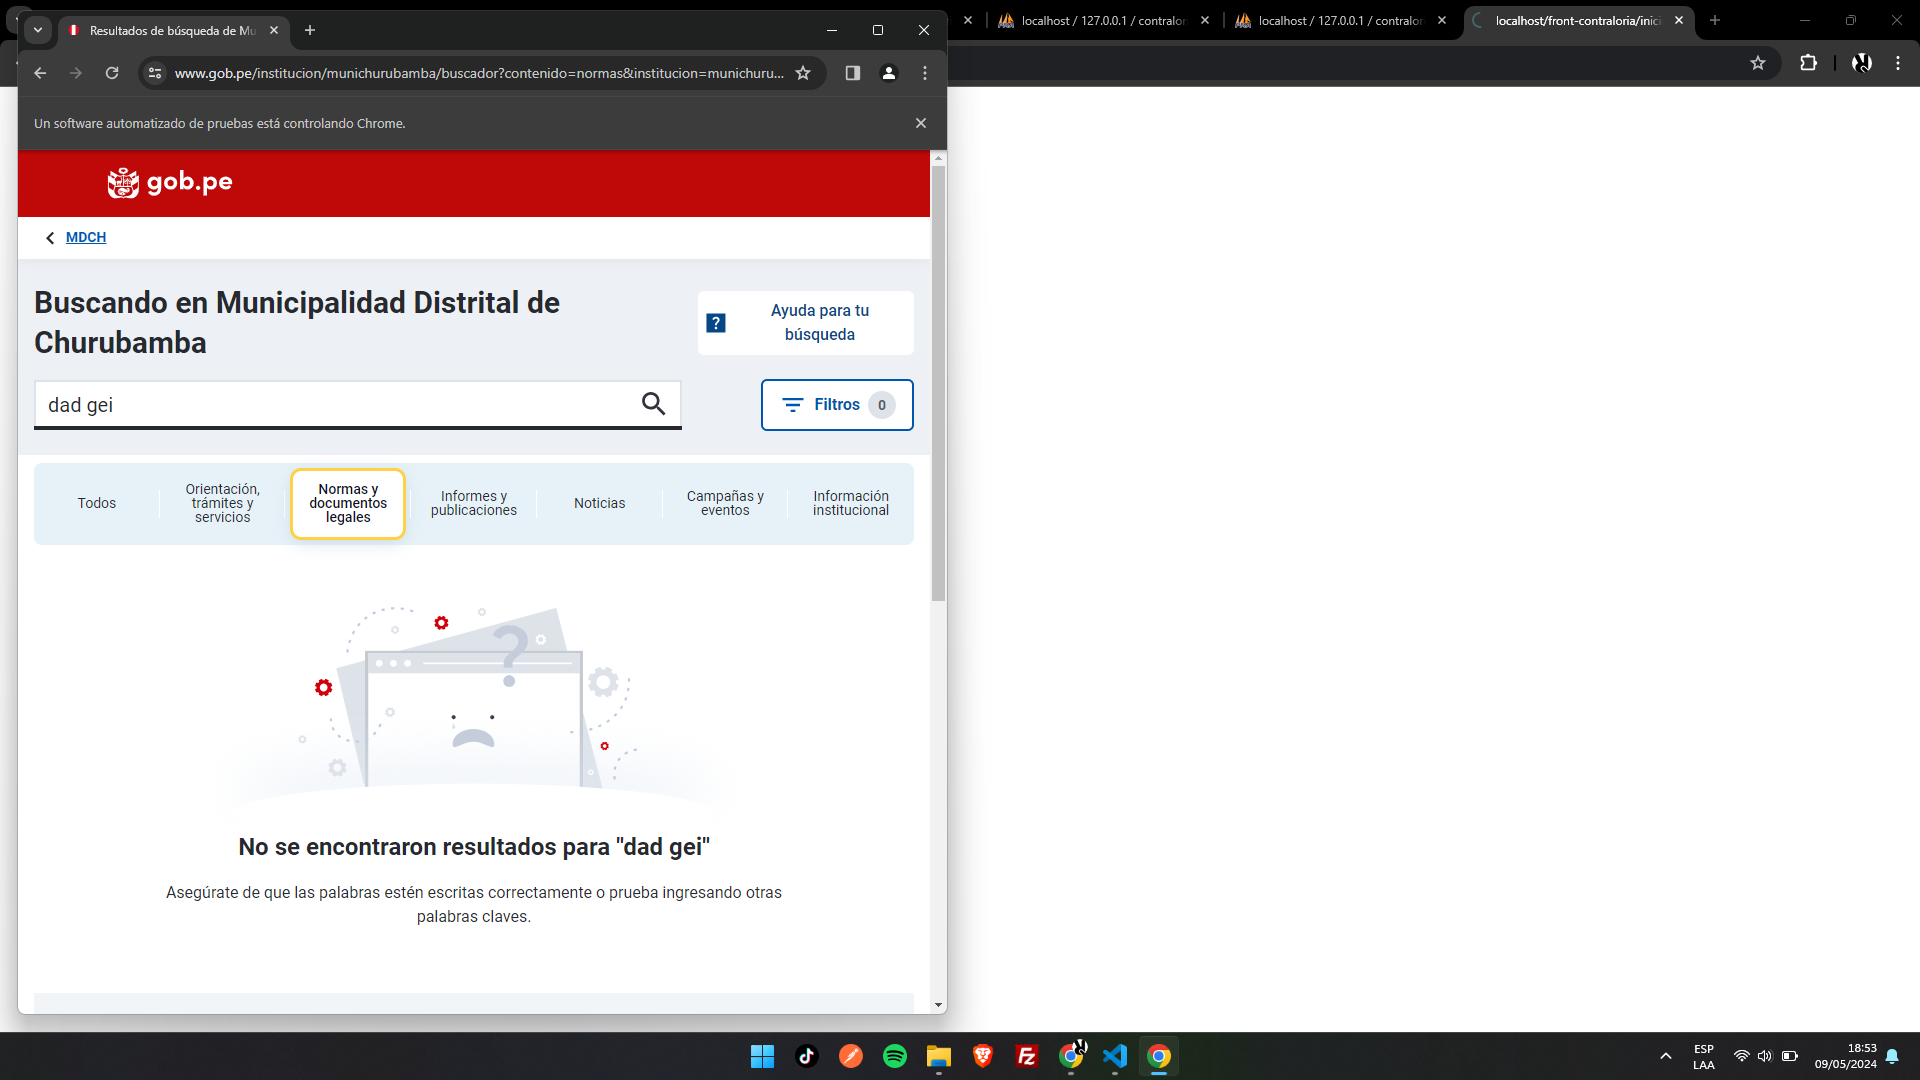 localhost / 127.0.0.1 / contralor
localhost / 127.0.0.1 / contralor
localhost/front-contraloria/inici
Resultados de búsqueda de Mu
www.gob.pe/institucion/munichurubamba/buscador?contenido=normas&institucion=munichuru...
Un software automatizado de pruebas está controlando Chrome.
gob.pe
MDCH
Buscando en Municipalidad Distrital de
Churubamba
? Ayuda para tu
búsqueda
dad gei
Filtros 0
Todos
Orientación,
trámites y
servicios
Normas y
documentos
legales
Informes y
publicaciones
Noticias
Campañas y
eventos
Información
institucional
?
No se encontraron resultados para "dad gei"
Asegúrate de que las palabras estén escritas correctamente o prueba ingresando otras
palabras claves.
Fz
ESP
LAA
18:53
09/05/2024